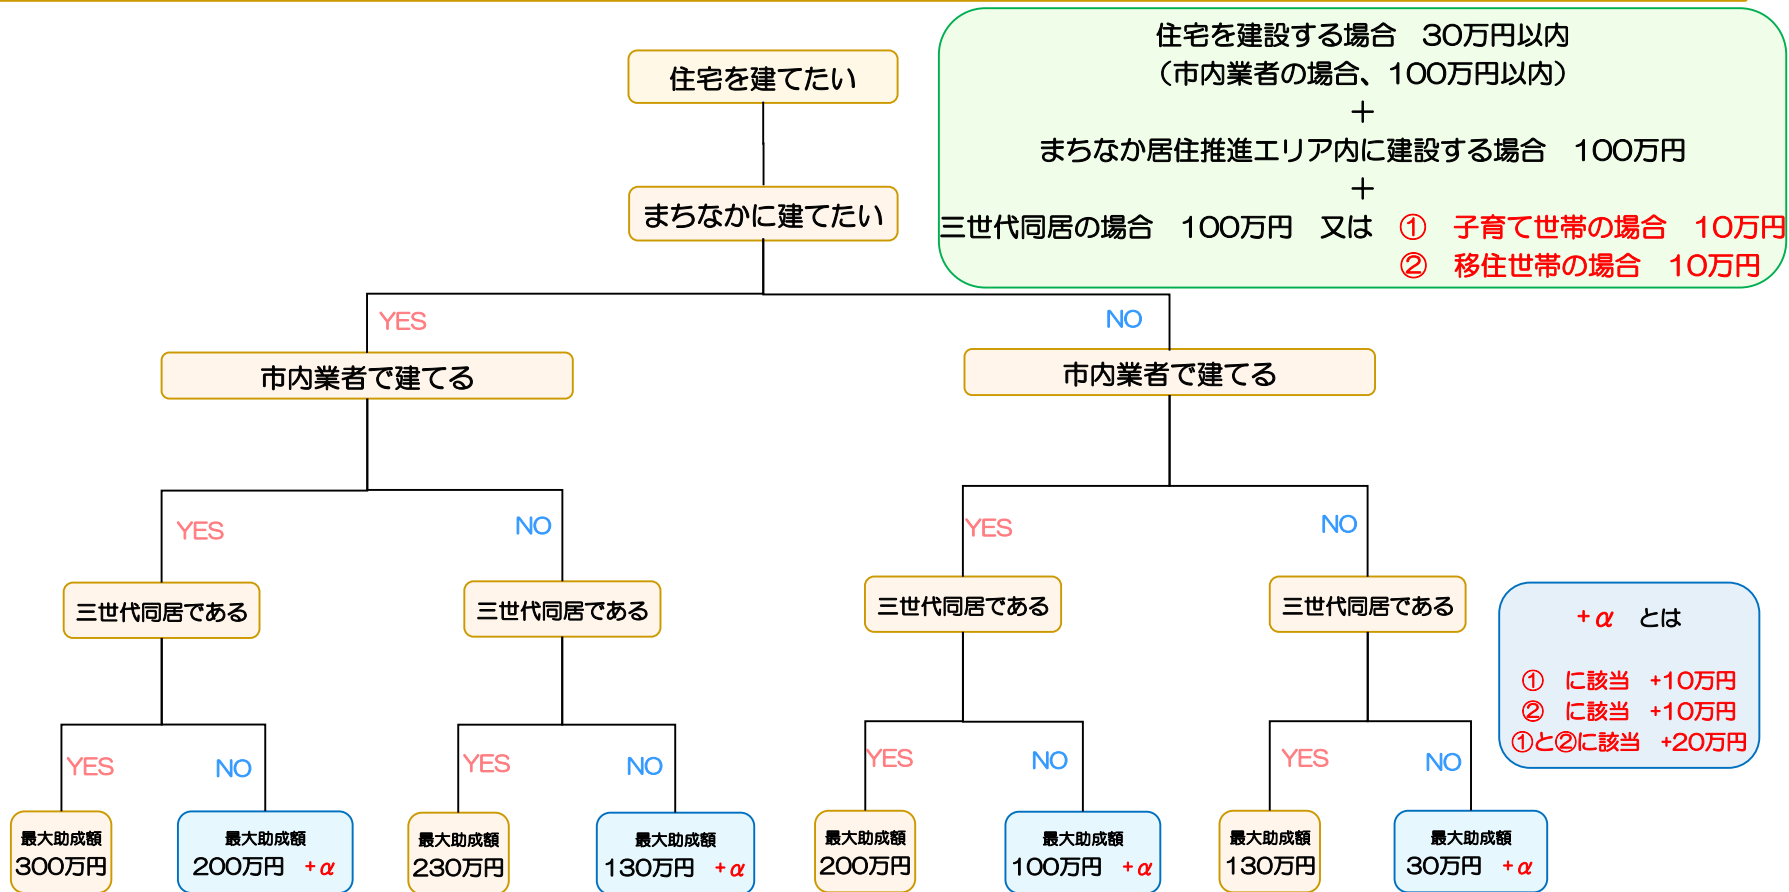 住宅を建てたい
住宅を建設する場合　30万円以内
（市内業者の場合、100万円以内）
＋
まちなか居住推進エリア内に建設する場合　100万円
＋
三世代同居の場合　100万円　又は　①　子育て世帯の場合　10万円
②　移住世帯の場合　10万円
まちなかに建てたい
YES
NO
市内業者で建てる
市内業者で建てる
YES
NO
YES
NO
三世代同居である
三世代同居である
三世代同居である
三世代同居である
+α　とは
①　に該当　+10万円
②　に該当　+10万円
①と②に該当　+20万円
YES
NO
YES
NO
YES
NO
YES
NO
最大助成額
300万円
最大助成額
200万円　+α
最大助成額
230万円
最大助成額
130万円　+α
最大助成額
200万円
最大助成額
100万円　+α
最大助成額
130万円
最大助成額
30万円　+α